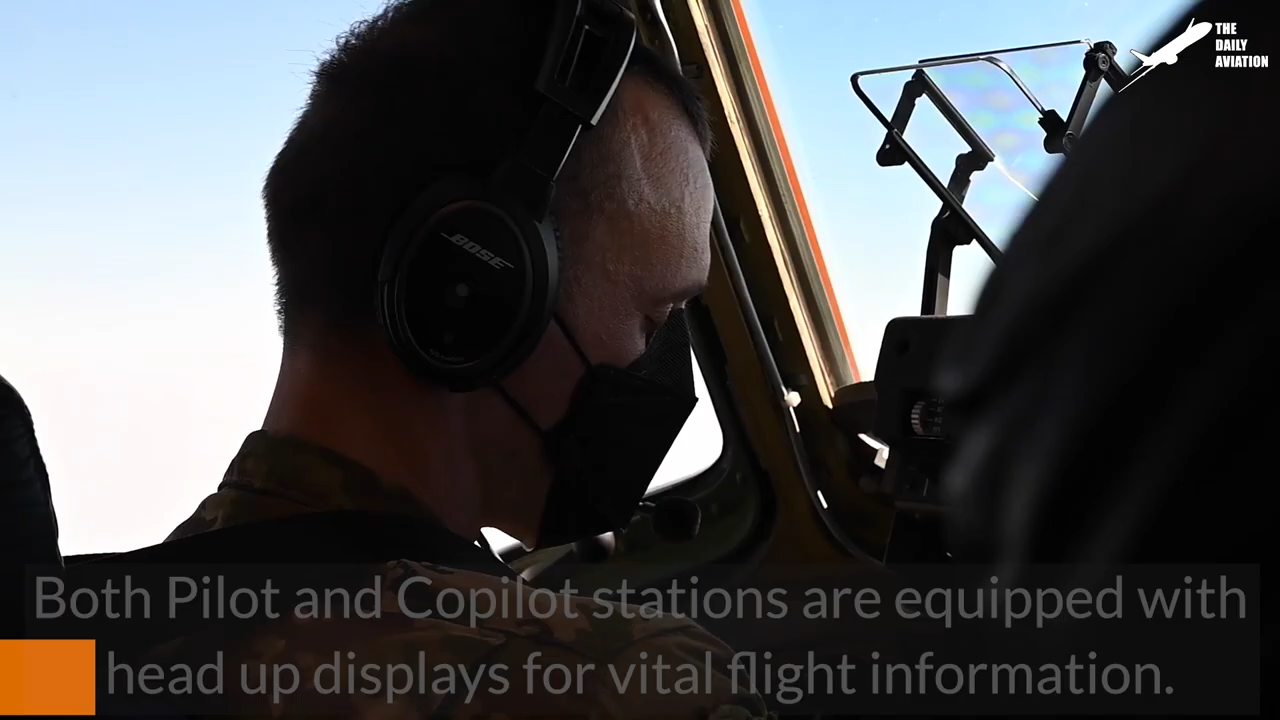 THE
DAILY
AVIATION
BOSE
Both Pilot and Copilot stations are equipped with
head up displays for vital flight information.